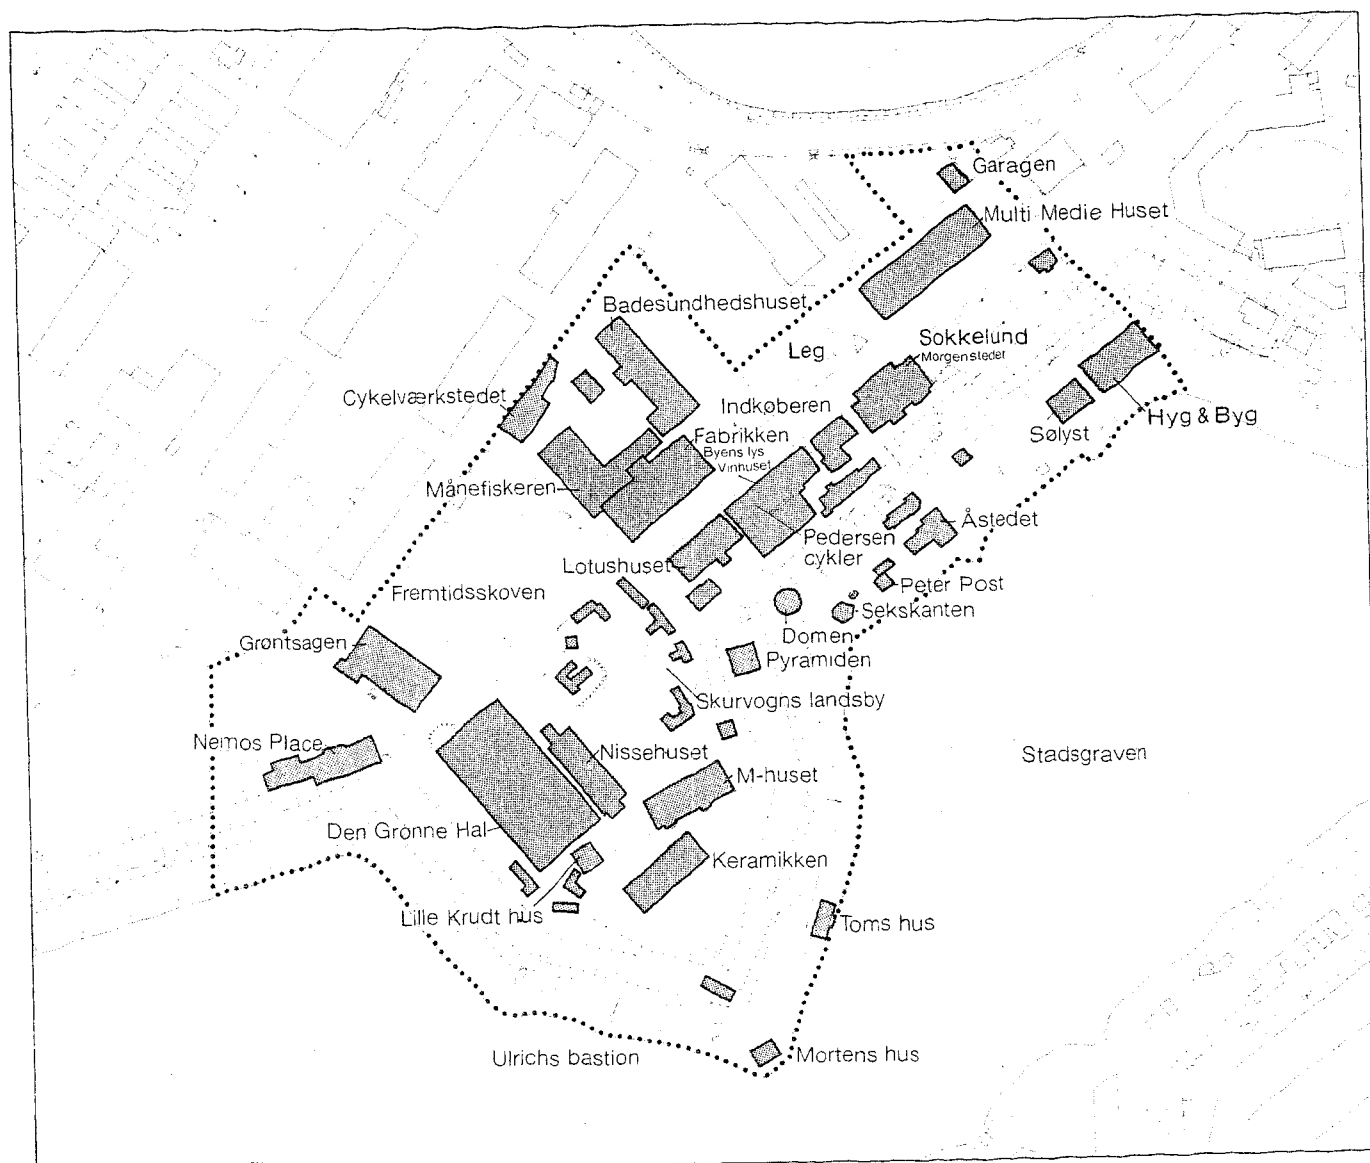 Garagen
Multi Medie Huset
Badesundhedshuset
Leg
Sokkelund
Morgenstedet
Cykelværkstedet
Indkøberen
Hyg & Byg
Sølyst
Fabrikken
Byens lys
Vinhuset
Månefiskeren
Åstedet
Pedersen
cykler
Lotushuset
Peter Post
Fremtidsskoven
Sekskanten
Domen
Grøntsagen
Pyramiden
Skurvogns landsby
Nemos Place
Nissehuset
Stadsgraven
M-huset
Den Grønne Hal
Keramikken
Lille Krudt hus
Toms hus
Ulrichs bastion
Mortens hus